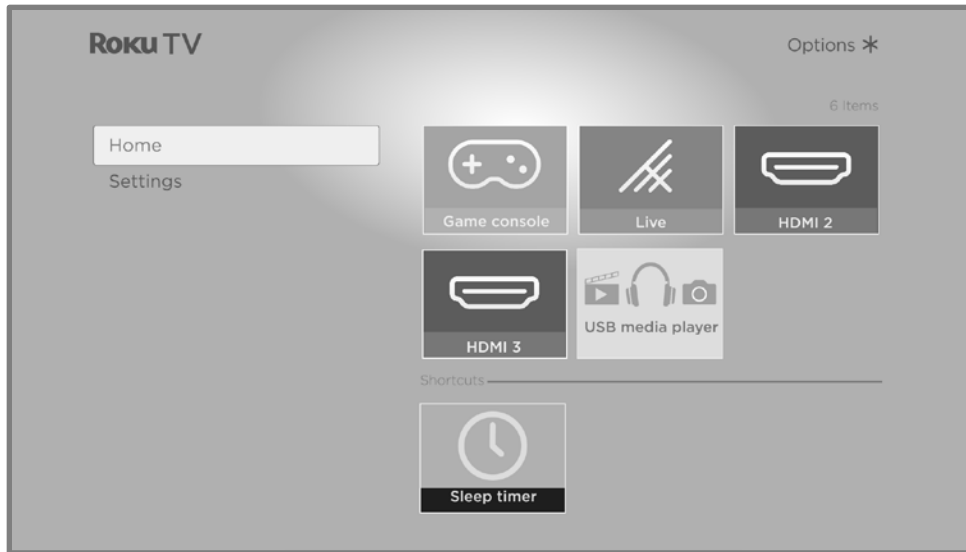 Roku TV
Options *
6 items
Home
Settings
Game console
Live
HDMI 2
HDMI 3
USB media player
Shortcuts
Sleep timer